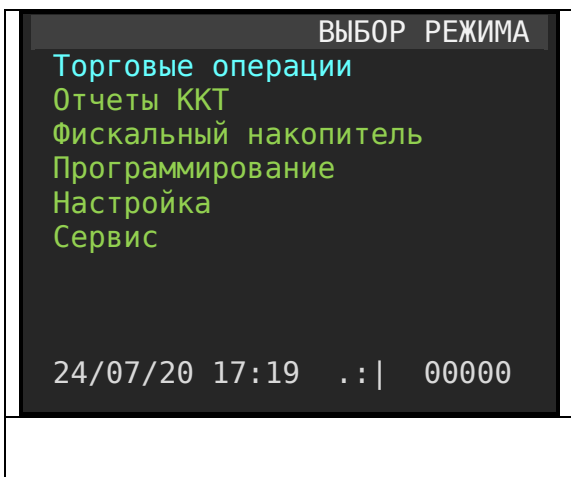 ВЫБОР РЕЖИМА
Торговые операции
Отчеты ККТ
Фискальный накопитель
Программирование
Настройка
Сервис
24/07/20 17:19 .:| 00000